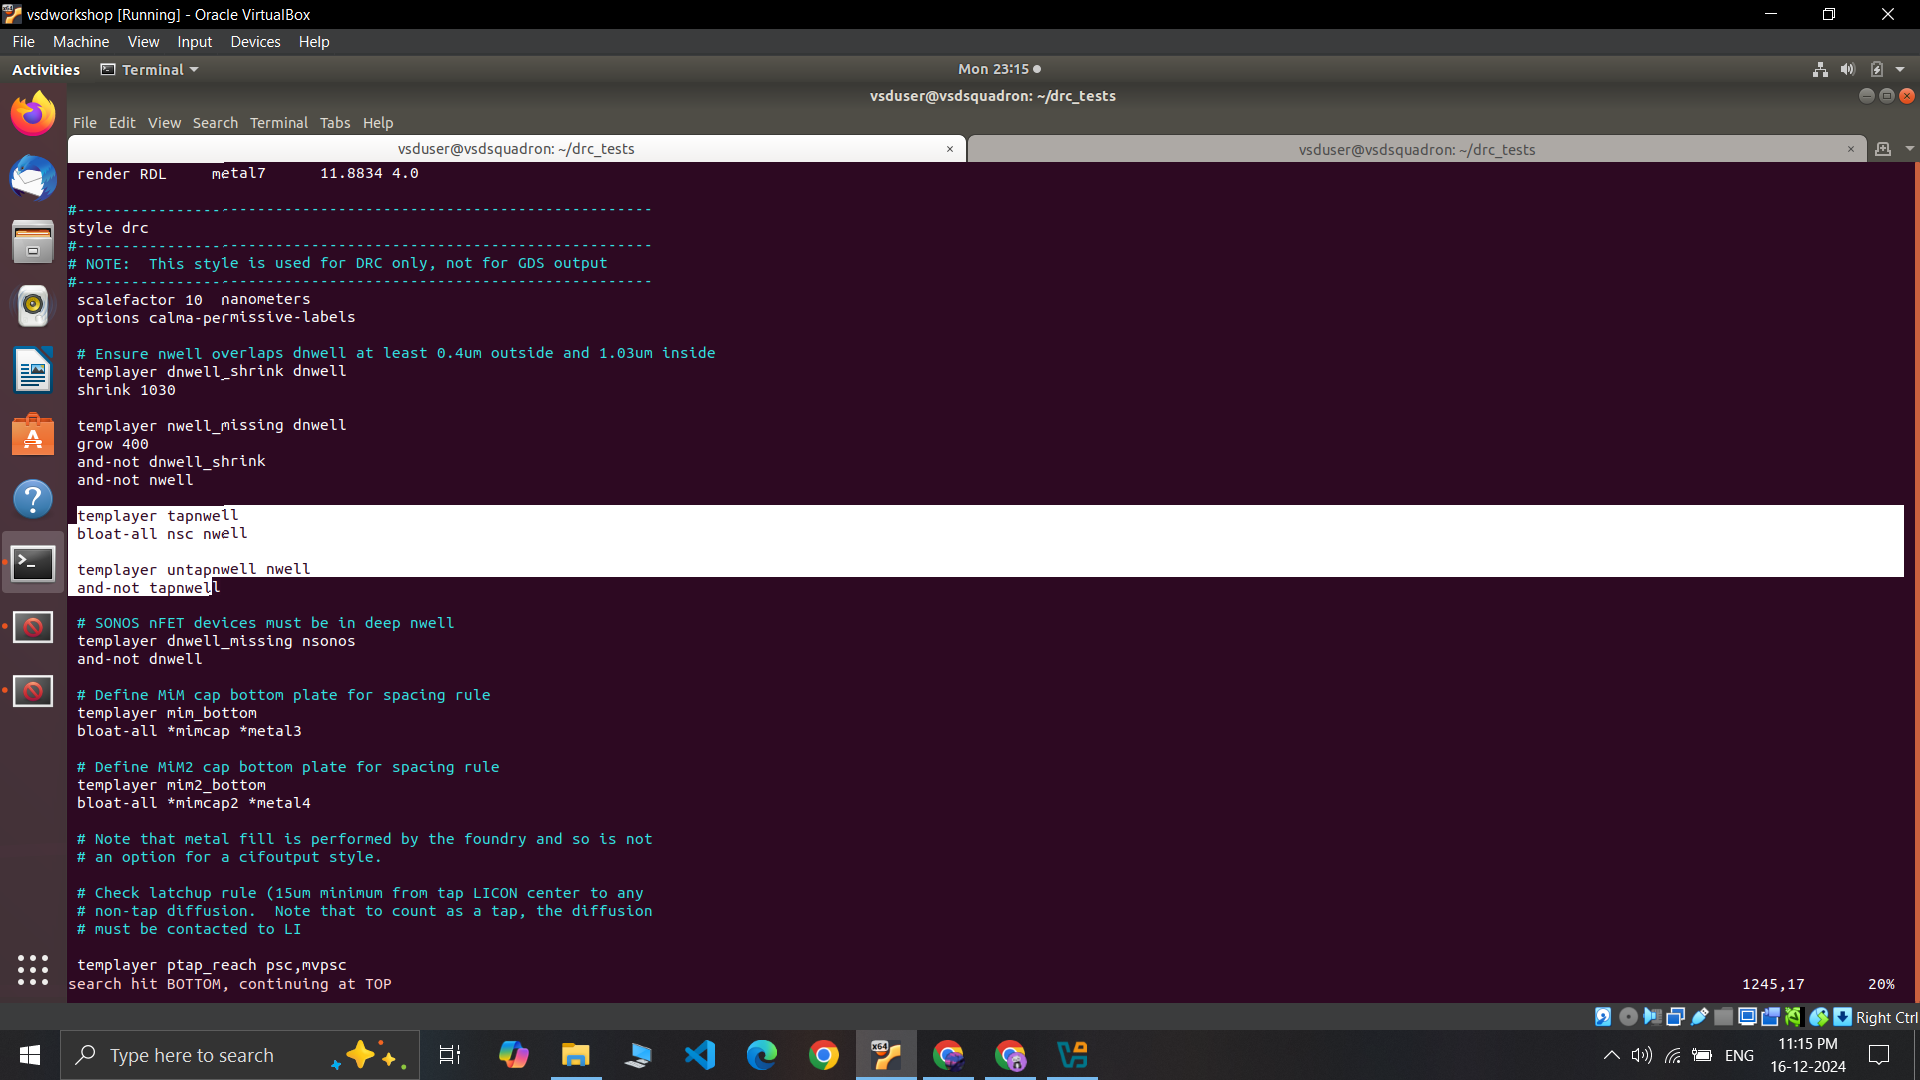 vsdworkshop [Running] - Oracle VirtualBox
File Machine View Input Devices Help
Activities Terminal Mon 23:15
vsduser@vsdsquadron: ~/drc_tests
File Edit View Search Terminal Tabs Help
vsduser@vsdsquadron: ~/drc_tests × vsduser@vsdsquadron: ~/drc_tests ×
render RDL metal7 11.8834 4.0
#----------------------------------------------------------------
style drc
#----------------------------------------------------------------
# NOTE: This style is used for DRC only, not for GDS output
#----------------------------------------------------------------
scalefactor 10 nanometers
options calma-permissive-labels
# Ensure nwell overlaps dnwell at least 0.4um outside and 1.03um inside
templayer dnwell_shrink dnwell
shrink 1030
templayer nwell_missing dnwell
grow 400
and-not dnwell_shrink
and-not nwell
templayer tapnwell
bloat-all nsc nwell
templayer untapnwell nwell
and-not tapnwell
# SONOS nFET devices must be in deep nwell
templayer dnwell_missing nsonos
and-not dnwell
# Define MiM cap bottom plate for spacing rule
templayer mim_bottom
bloat-all *mimcap *metal3
# Define MiM2 cap bottom plate for spacing rule
templayer mim2_bottom
bloat-all *mimcap2 *metal4
# Note that metal fill is performed by the foundry and so is not
# an option for a cifoutput style.
# Check latchup rule (15um minimum from tap LICON center to any
# non-tap diffusion. Note that to count as a tap, the diffusion
# must be contacted to LI
templayer ptap_reach psc,mvpsc
search hit BOTTOM, continuing at TOP 1245,17 20%
Right Ctrl
Type here to search
ENG
11:15 PM
16-12-2024